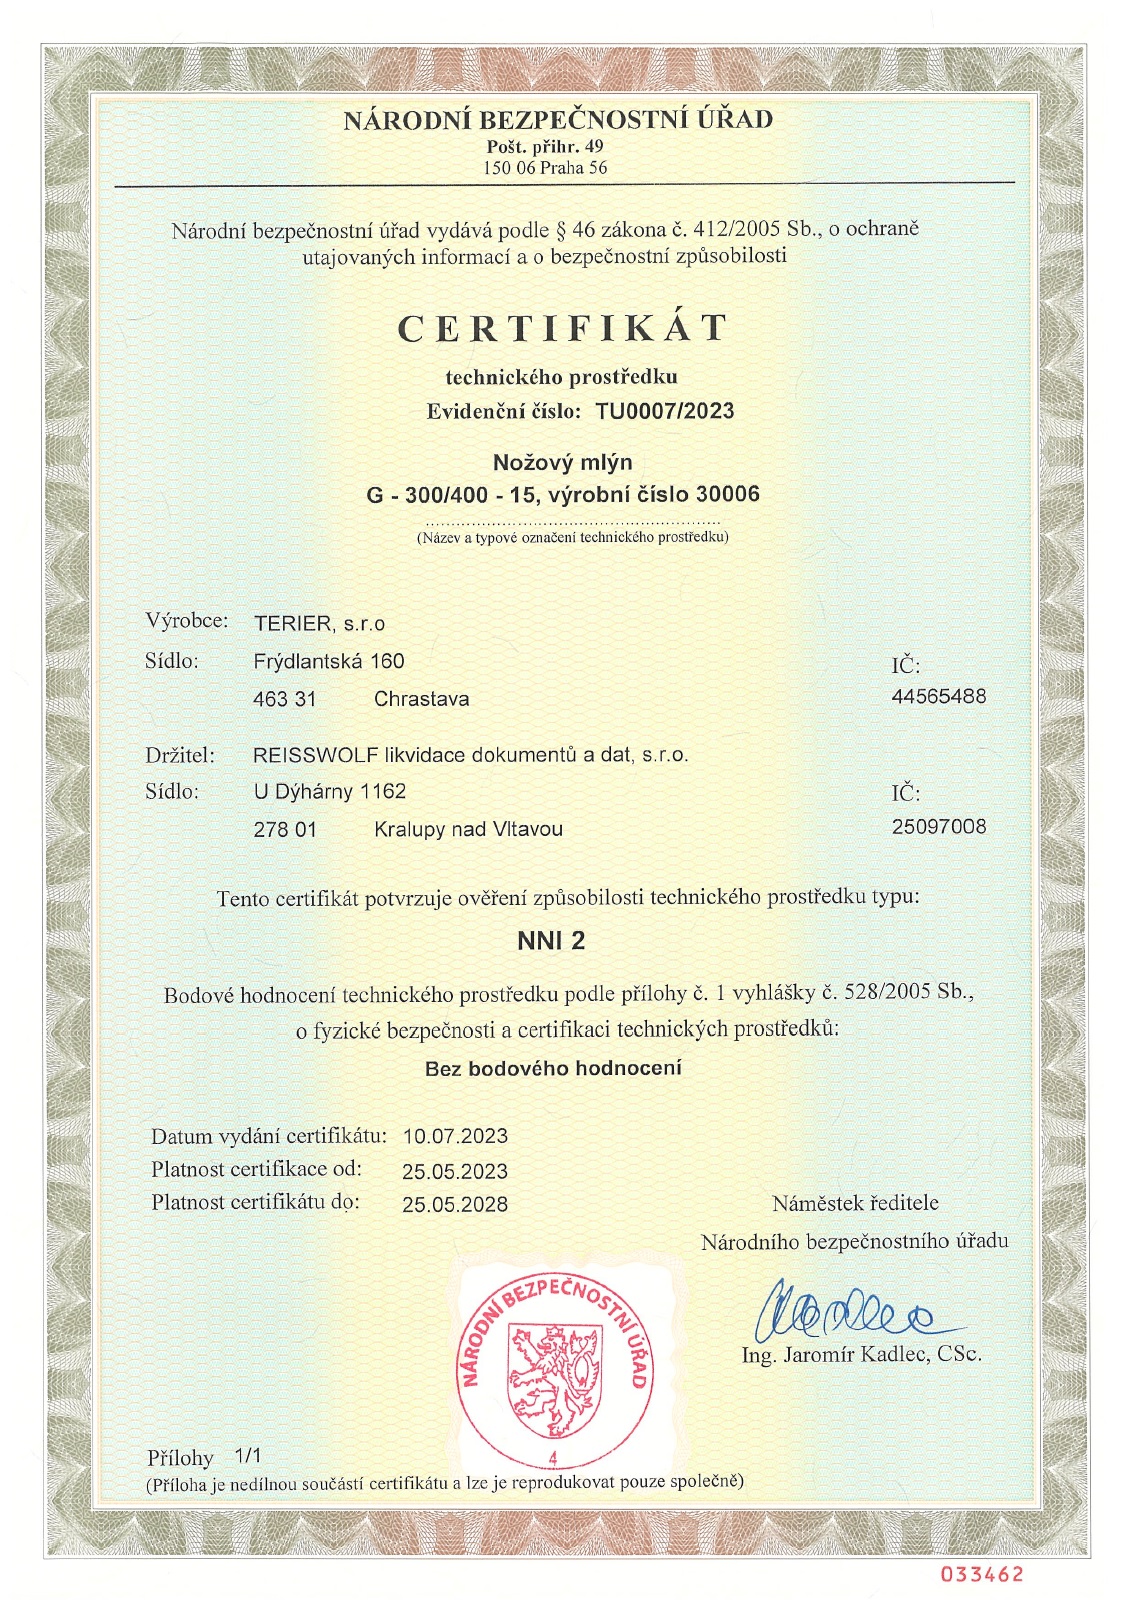 NÁRODNÍ BEZPEČNOSTNÍ ÚŘAD
Pošt. přihr. 49
150 06 Praha 56
Národní bezpečnostní úřad vydává podle § 46 zákona č. 412/2005 Sb., o ochraně
utajovaných informací a o bezpečnostní způsobilosti
CERTIFIKÁT
technického prostředku
Evidenční číslo: TU0007/2023
Nožový mlýn
G - 300/400 - 15, výrobní číslo 30006
(Název a typové označení technického prostředku)
Výrobce: TERIER, s.r.o
Sídlo: Frýdlantská 160 IČ:
463 31 Chrastava 44565488
Držitel: REISSWOLF likvidace dokumentů a dat, s.r.o.
Sídlo: U Dýhárny 1162 IČ:
278 01 Kralupy nad Vltavou 25097008
Tento certifikát potvrzuje ověření způsobilosti technického prostředku typu:
NNI 2
Bodové hodnocení technického prostředku podle přílohy č. 1 vyhlášky č. 528/2005 Sb.,
o fyzické bezpečnosti a certifikaci technických prostředků:
Bez bodového hodnocení
Datum vydání certifikátu: 10.07.2023
Platnost certifikace od: 25.05.2023
Platnost certifikátu do: 25.05.2028
Náměstek ředitele
Národního bezpečnostního úřadu
NÁRODNÍ BEZPEČNOSTNÍ ÚŘAD
4
Kadlec
Ing. Jaromír Kadlec, CSc.
Přílohy 1/1
(Příloha je nedílnou součástí certifikátu a lze je reprodukovat pouze společně)
033462